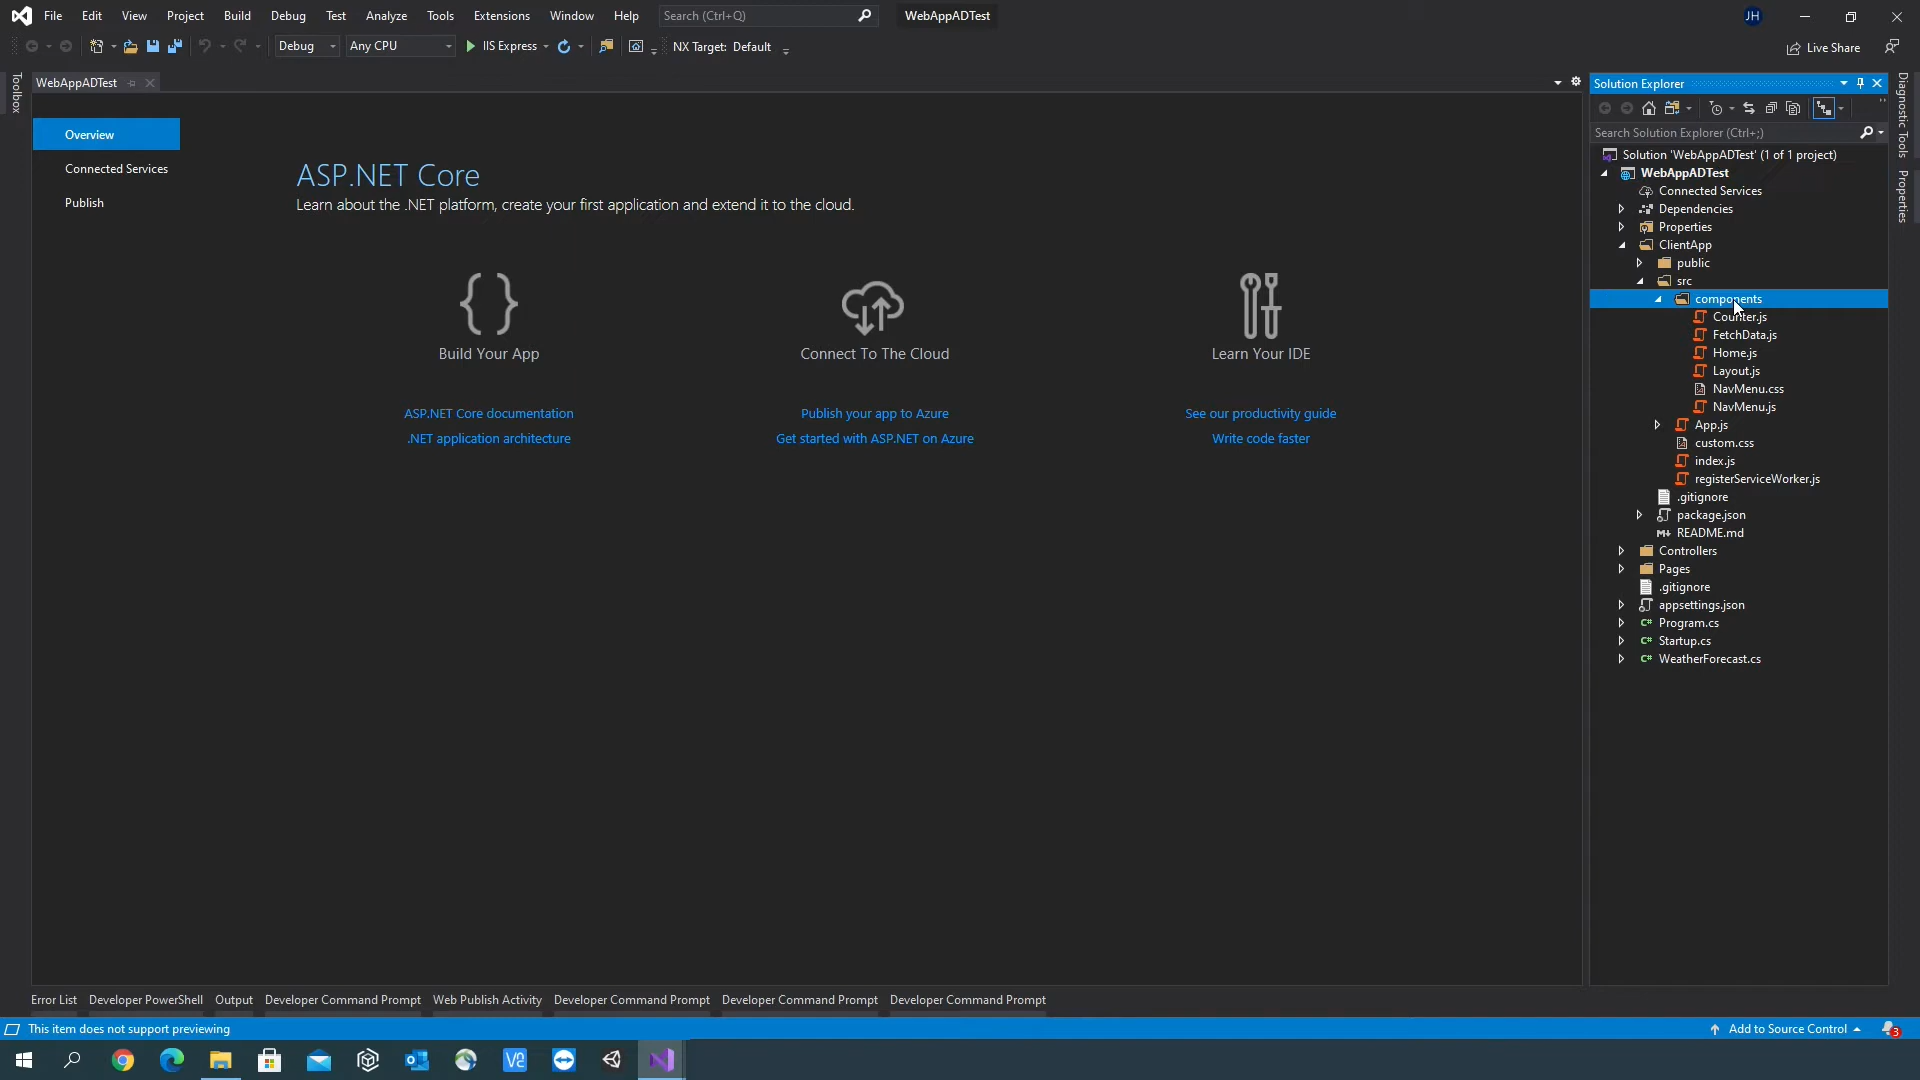 File Edit View Project Build Debug Test Analyze Tools Extensions Window Help Search (Ctrl+Q) WebAppADTest JH
Debug Any CPU IIS Express NX Target: Default Live Share
Toolbox
WebAppADTest
Overview
Connected Services
Publish
ASP.NET Core
Learn about the .NET platform, create your first application and extend it to the cloud.
Build Your App
ASP.NET Core documentation
.NET application architecture
Connect To The Cloud
Publish your app to Azure
Get started with ASP.NET on Azure
Learn Your IDE
See our productivity guide
Write code faster
Solution Explorer
Search Solution Explorer (Ctrl+;)
Solution 'WebAppADTest' (1 of 1 project)
WebAppADTest
Connected Services
Dependencies
Properties
ClientApp
public
src
components
Counter.js
FetchData.js
Home.js
Layout.js
NavMenu.css
NavMenu.js
App.js
custom.css
index.js
registerServiceWorker.js
.gitignore
package.json
README.md
Controllers
Pages
.gitignore
appsettings.json
C# Program.cs
C# Startup.cs
C# WeatherForecast.cs
Diagnostic Tools
Properties
Error List Developer PowerShell Output Developer Command Prompt Web Publish Activity Developer Command Prompt Developer Command Prompt Developer Command Prompt
This item does not support previewing Add to Source Control 3